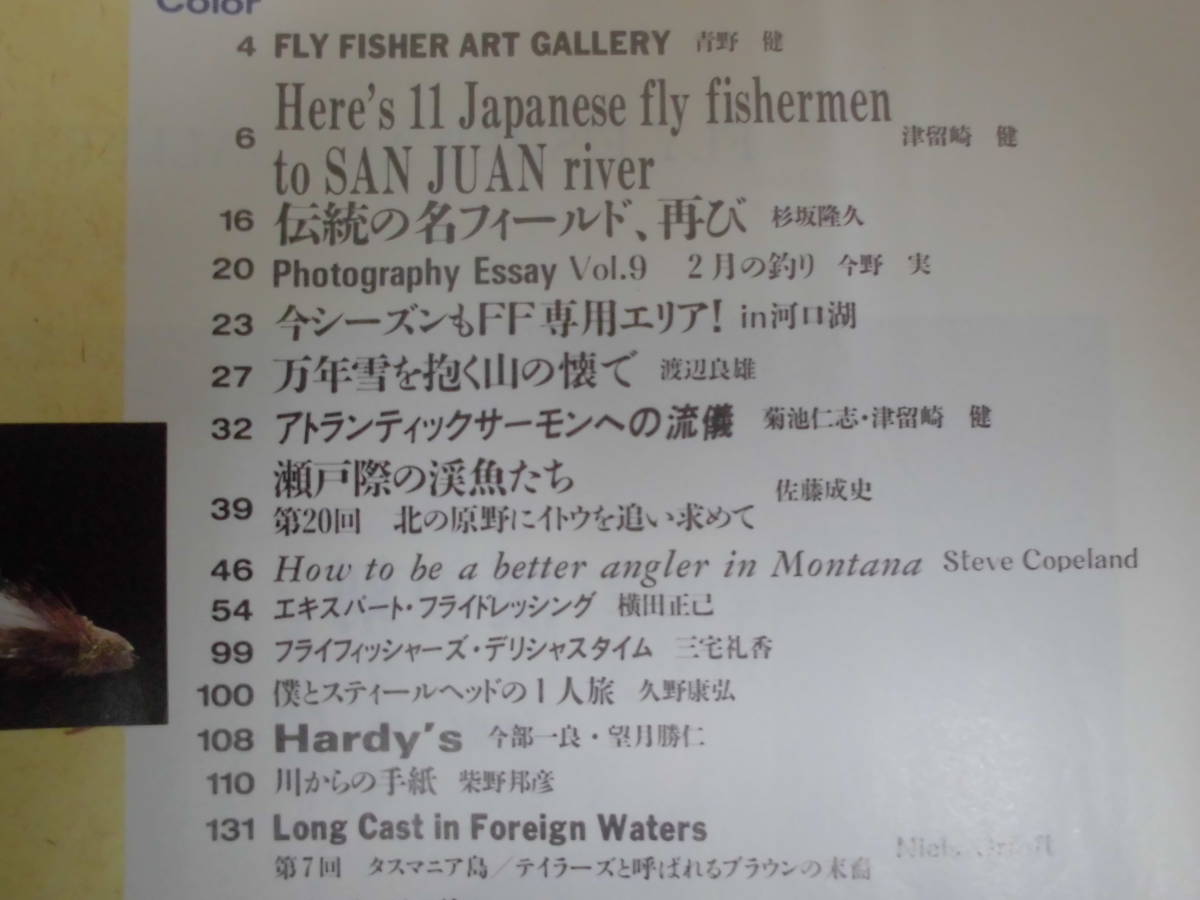 Color
4 FLY FISHER ART GALLERY 青野 健
6 Here's 11 Japanese fly fishermen
to SAN JUAN river 津留崎 健
16 伝統の名フィールド、再び 杉坂隆久
20 Photography Essay Vol.9 2月の釣り 今野 実
23 今シーズンもFF専用エリア! in河口湖
27 万年雪を抱く山の懐で 渡辺良雄
32 アトランティックサーモンへの流儀 菊池仁志・津留崎 健
39 瀬戸際の渓魚たち 佐藤成史
第20回 北の原野にイトウを追い求めて
46 How to be a better angler in Montana Steve Copeland
54 エキスパート・フライドレッシング 横田正己
99 フライフィッシャーズ・デリシャスタイム 三宅礼香
100 僕とスティールヘッドの1人旅 久野康弘
108 Hardy's 今部一良・望月勝仁
110 川からの手紙 柴野邦彦
131 Long Cast in Foreign Waters
第7回 タスマニア島/テイラーズと呼ばれるブラウンの末裔